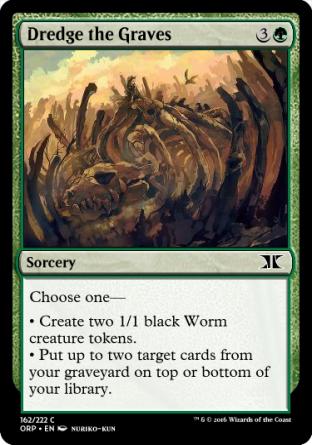 Dredge the Graves 3
Sorcery
Choose one—
• Create two 1/1 black Worm
creature tokens.
• Put up to two target cards from
your graveyard on top or bottom of
your library.
162/222 C
ORP • EN NURIKO-KUN
™ & © 2016 Wizards of the Coast